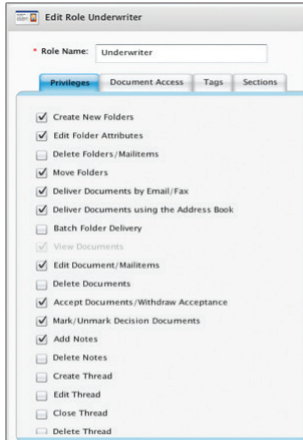 Edit Role Underwriter
* Role Name: Underwriter
Privileges Document Access Tags Sections
Create New Folders
Edit Folder Attributes
Delete Folders/Mailitems
Move Folders
Deliver Documents by Email/Fax
Deliver Documents using the Address Book
Batch Folder Delivery
View Documents
Edit Document/Mailitems
Delete Documents
Accept Documents/Withdraw Acceptance
Mark/Unmark Decision Documents
Add Notes
Delete Notes
Create Thread
Edit Thread
Close Thread
Delete Thread